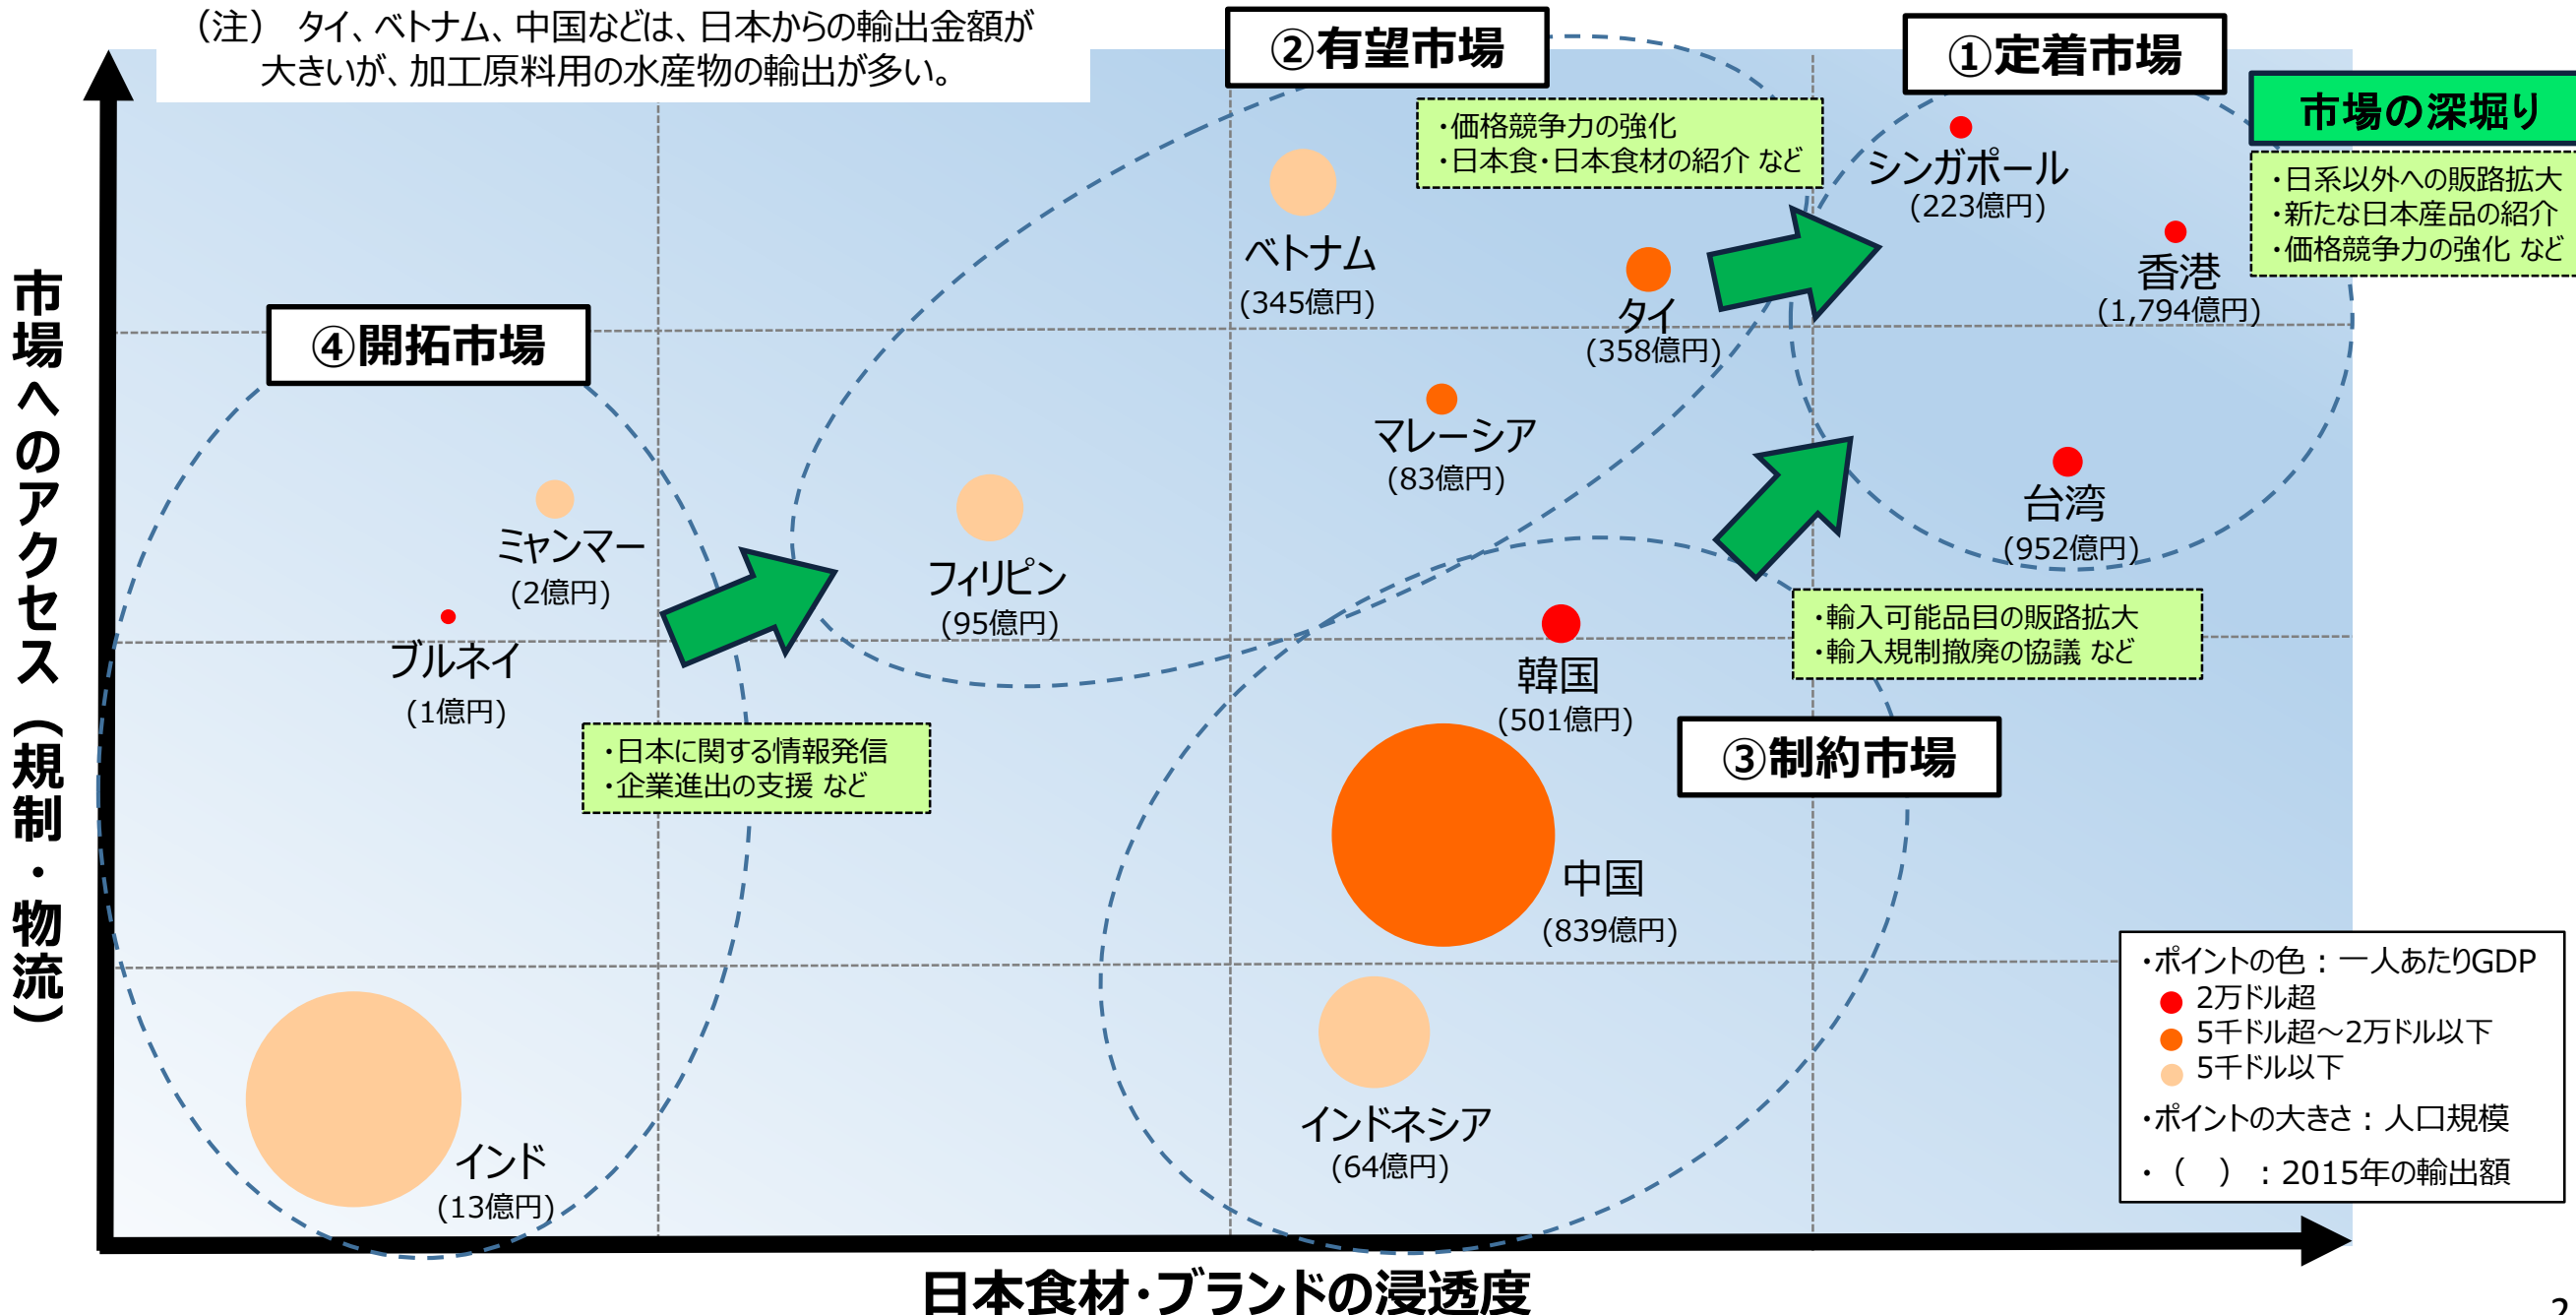 （注）　タイ、ベトナム、中国などは、日本からの輸出金額が
大きいが、加工原料用の水産物の輸出が多い。
②有望市場
①定着市場
市場の深堀り
・価格競争力の強化
・日本食・日本食材の紹介 など
・日系以外への販路拡大
・新たな日本産品の紹介
・価格競争力の強化 など
シンガポール
(223億円)
香港
(1,794億円)
ベトナム
(345億円)
タイ
(358億円)
④開拓市場
マレーシア
(83億円)
台湾
(952億円)
ミャンマー
(2億円)
フィリピン
(95億円)
ブルネイ
(1億円)
・輸入可能品目の販路拡大
・輸入規制撤廃の協議 など
韓国
(501億円)
③制約市場
・日本に関する情報発信
・企業進出の支援 など
中国
(839億円)
インドネシア
(64億円)
インド
(13億円)
・ポイントの色：一人あたりGDP
2万ドル超
5千ドル超～2万ドル以下
5千ドル以下
・ポイントの大きさ：人口規模
・（　）：2015年の輸出額
市場へのアクセス（規制・物流）
日本食材・ブランドの浸透度
2